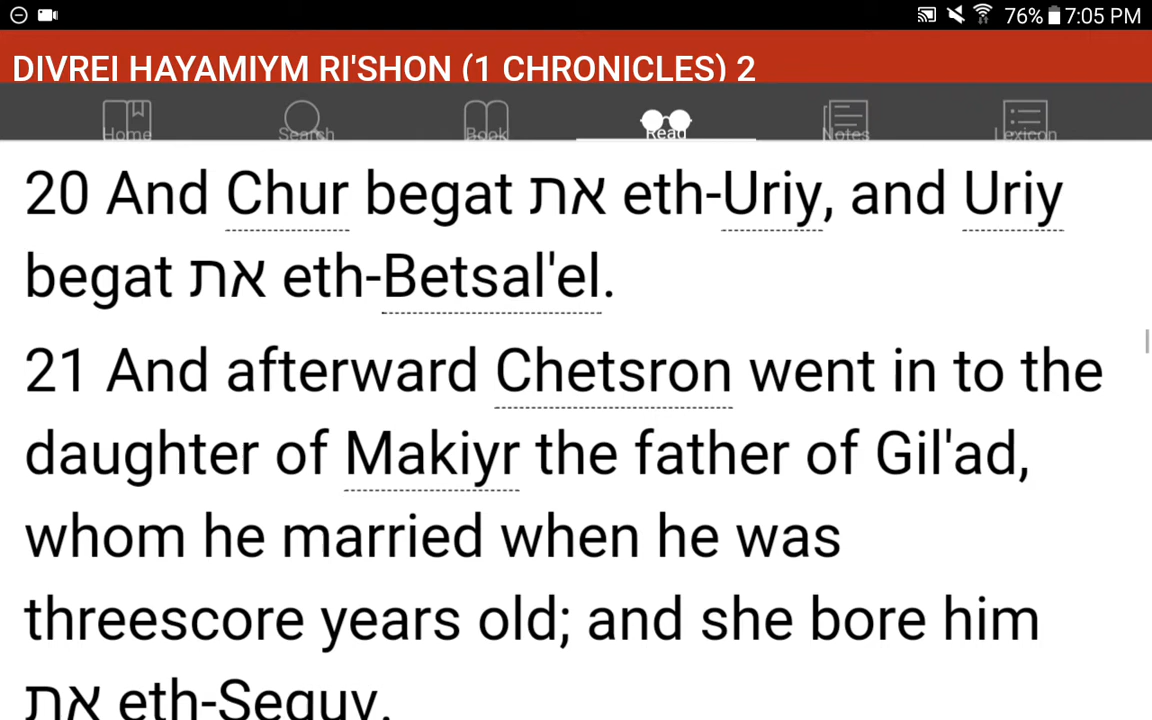 76% 7:05 PM
DIVREI HAYAMIYM RI'SHON (1 CHRONICLES) 2
Home Search Book Read Notes Lexicon
20 And Chur begat את eth-Uriy, and Uriy
begat את eth-Betsal'el.
21 And afterward Chetsron went in to the
daughter of Makiyr the father of Gil'ad,
whom he married when he was
threescore years old; and she bore him
את eth-Seguv.